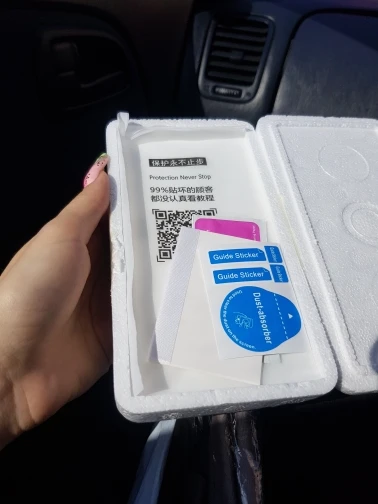 保护永不止步
Protection Never Stop
99%贴坏的顾客
都没认真看教程
Guide Sticker
Guide Sticker
Dust-absorber